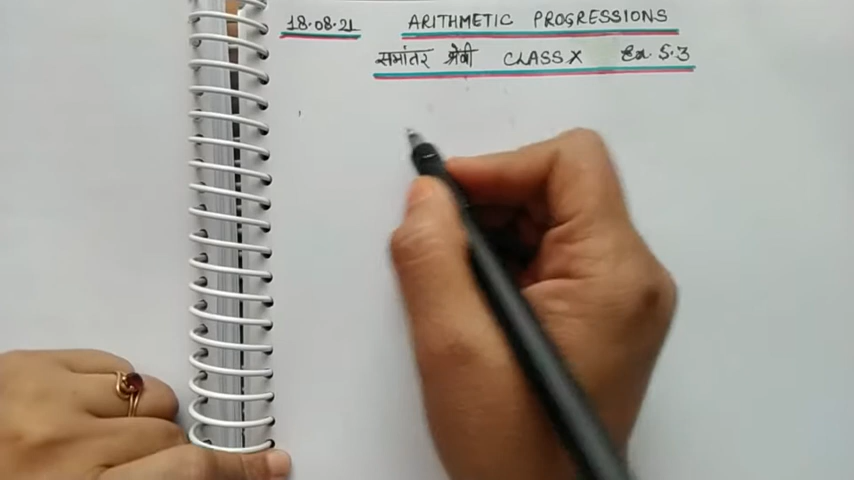 18.08.21 ARITHMETIC PROGRESSIONS
समांतर श्रेणी CLASS X Ex. 5.3